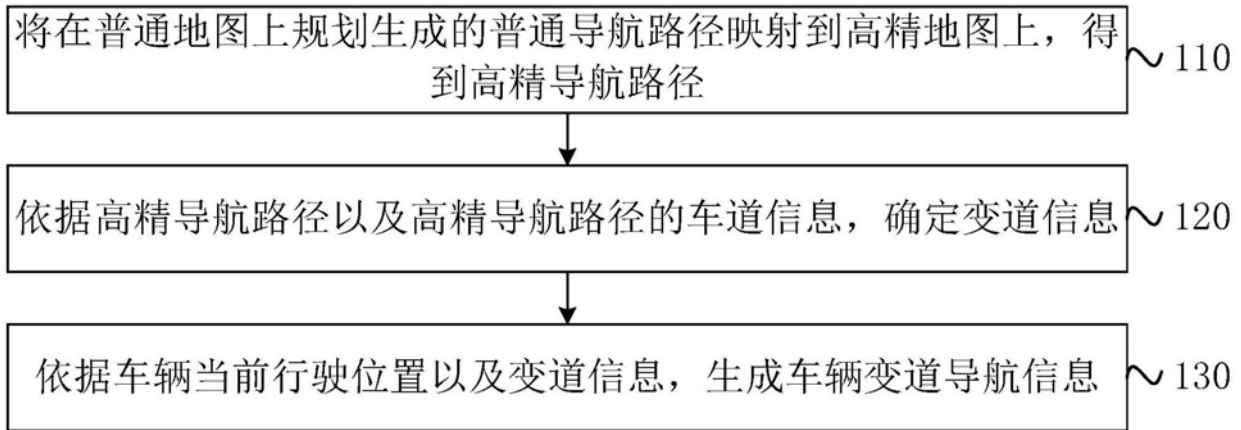 将在普通地图上规划生成的普通导航路径映射到高精地图上，得
到高精导航路径
110
依据高精导航路径以及高精导航路径的车道信息，确定变道信息
120
依据车辆当前行驶位置以及变道信息，生成车辆变道导航信息
130